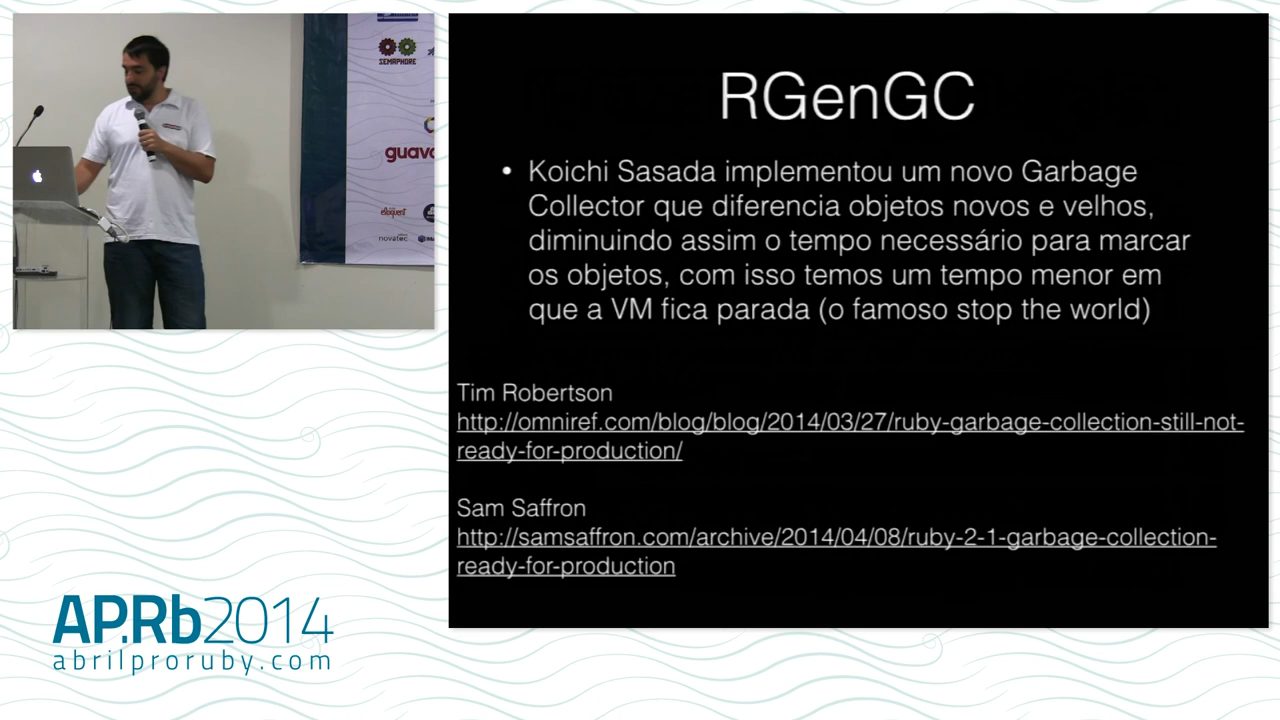 SEMAPHORE
eloquent
novatec
RGenGC
• Koichi Sasada implementou um novo Garbage
Collector que diferencia objetos novos e velhos,
diminuindo assim o tempo necessário para marcar
os objetos, com isso temos um tempo menor em
que a VM fica parada (o famoso stop the world)
Tim Robertson
http://omniref.com/blog/blog/2014/03/27/ruby-garbage-collection-still-not-
ready-for-production/
Sam Saffron
http://samsaffron.com/archive/2014/04/08/ruby-2-1-garbage-collection-
ready-for-production
AP.Rb2014
abrilproruby.com